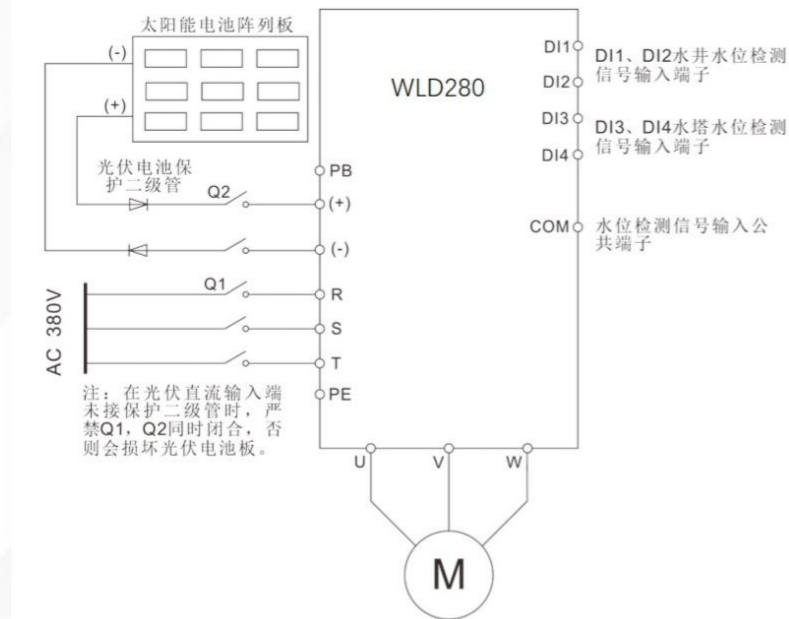 太阳能电池阵列板
(-)
(+)
光伏电池保
护二级管
Q2
Q1
AC 380V
注：在光伏直流输入端
未接保护二级管时，严
禁Q1，Q2同时闭合，否
则会损坏光伏电池板。
WLD280
PB
(+)
(-)
R
S
T
PE
DI1
DI2
DI3
DI4
COM
DI1、DI2水井水位检测
信号输入端子
DI3、DI4水塔水位检测
信号输入端子
水位检测信号输入公
共端子
U
V
W
M